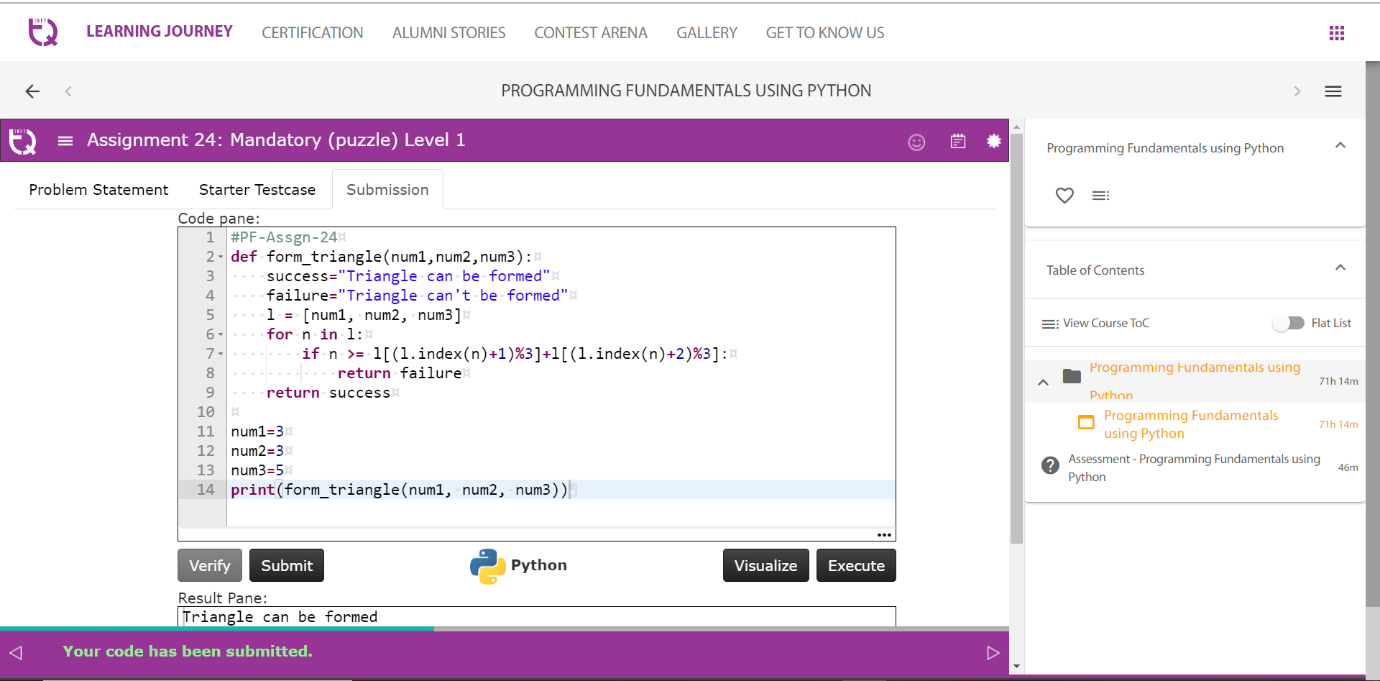 LEARNING JOURNEY CERTIFICATION ALUMNI STORIES CONTEST ARENA GALLERY GET TO KNOW US
PROGRAMMING FUNDAMENTALS USING PYTHON
Assignment 24: Mandatory (puzzle) Level 1
Problem Statement Starter Testcase Submission
Code pane:
1 #PF-Assgn-24
2 def form_triangle(num1,num2,num3):
3     success="Triangle can be formed"
4     failure="Triangle can't be formed"
5     l = [num1, num2, num3]
6     for n in l:
7         if n >= l[(l.index(n)+1)%3]+l[(l.index(n)+2)%3]:
8             return failure
9     return success
10
11 num1=3
12 num2=3
13 num3=5
14 print(form_triangle(num1, num2, num3))
Verify Submit Python Visualize Execute
Result Pane:
Triangle can be formed
Your code has been submitted.
Programming Fundamentals using Python
Table of Contents
View Course ToC Flat List
Programming Fundamentals using
Python
71h 14m
Programming Fundamentals
using Python
71h 14m
Assessment - Programming Fundamentals using
Python
46m